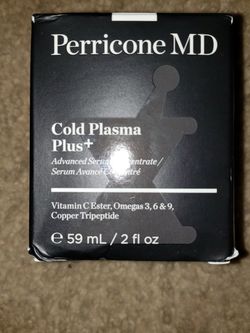 Perricone MD
Cold Plasma
Plus+
Advanced Serum Concentrate /
Serum Avancé Concentré
Vitamin C Ester, Omegas 3, 6 & 9,
Copper Tripeptide
℮ 59 mL / 2 fl oz